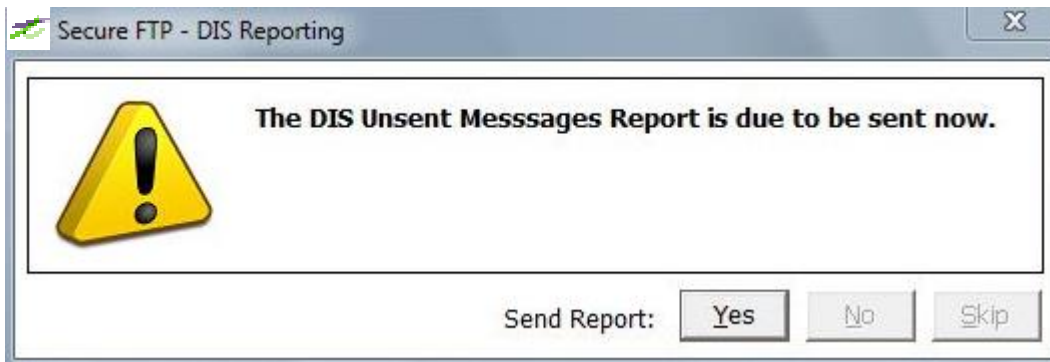 Secure FTP - DIS Reporting
The DIS Unsent Messsages Report is due to be sent now.
Send Report: Yes No Skip